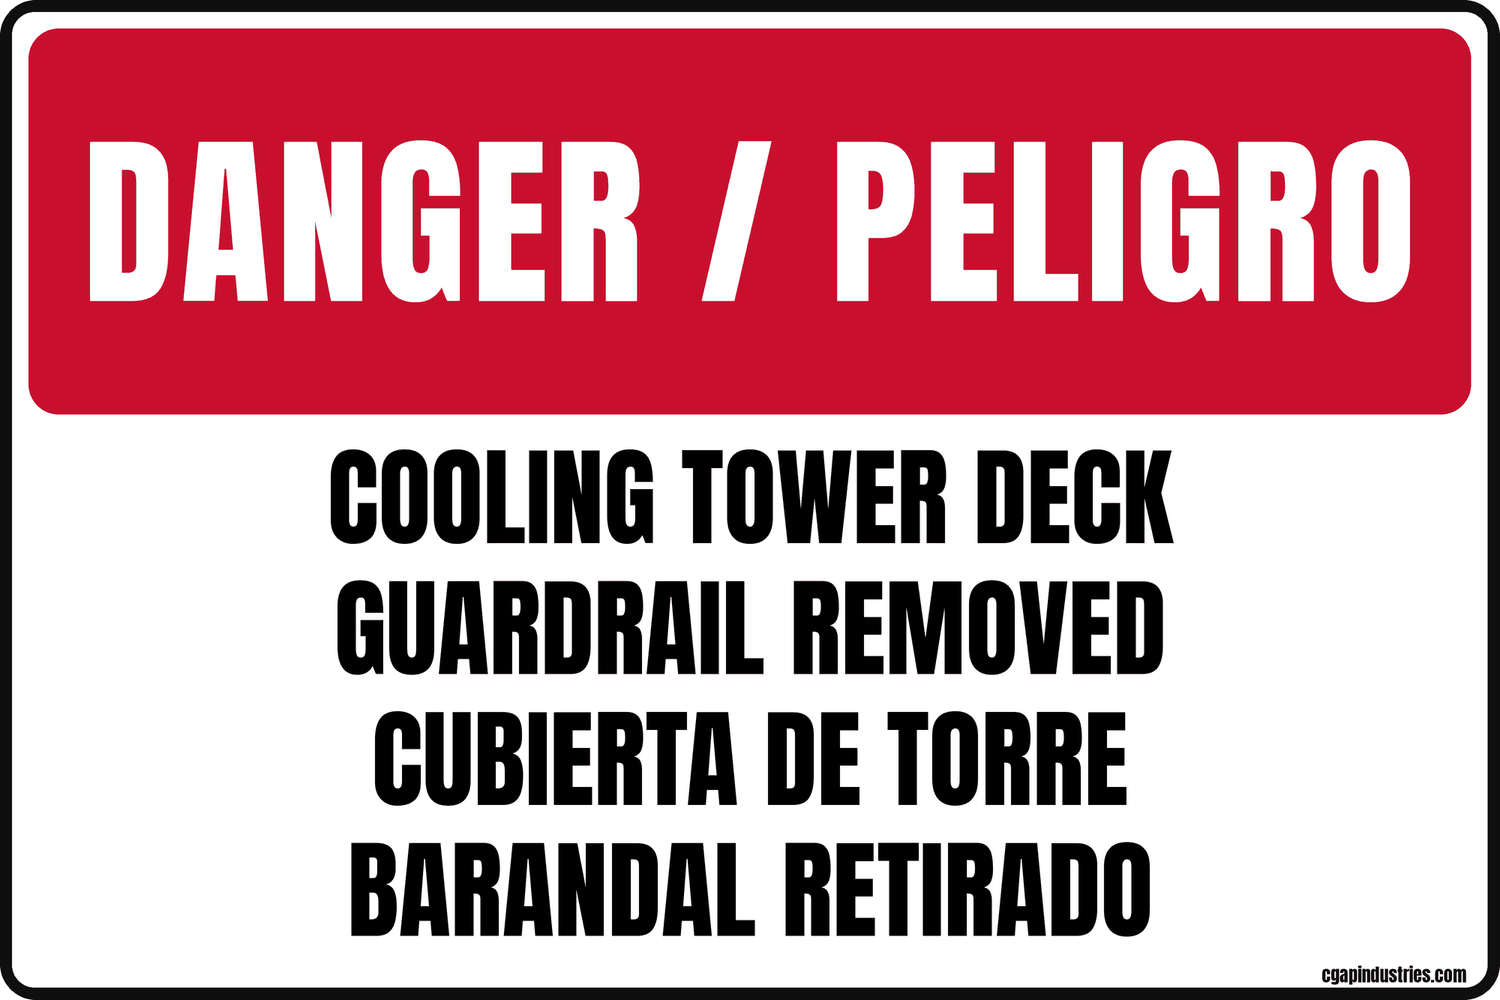 DANGER / PELIGRO
COOLING TOWER DECK
GUARDRAIL REMOVED
CUBIERTA DE TORRE
BARANDAL RETIRADO
cgapindustries.com